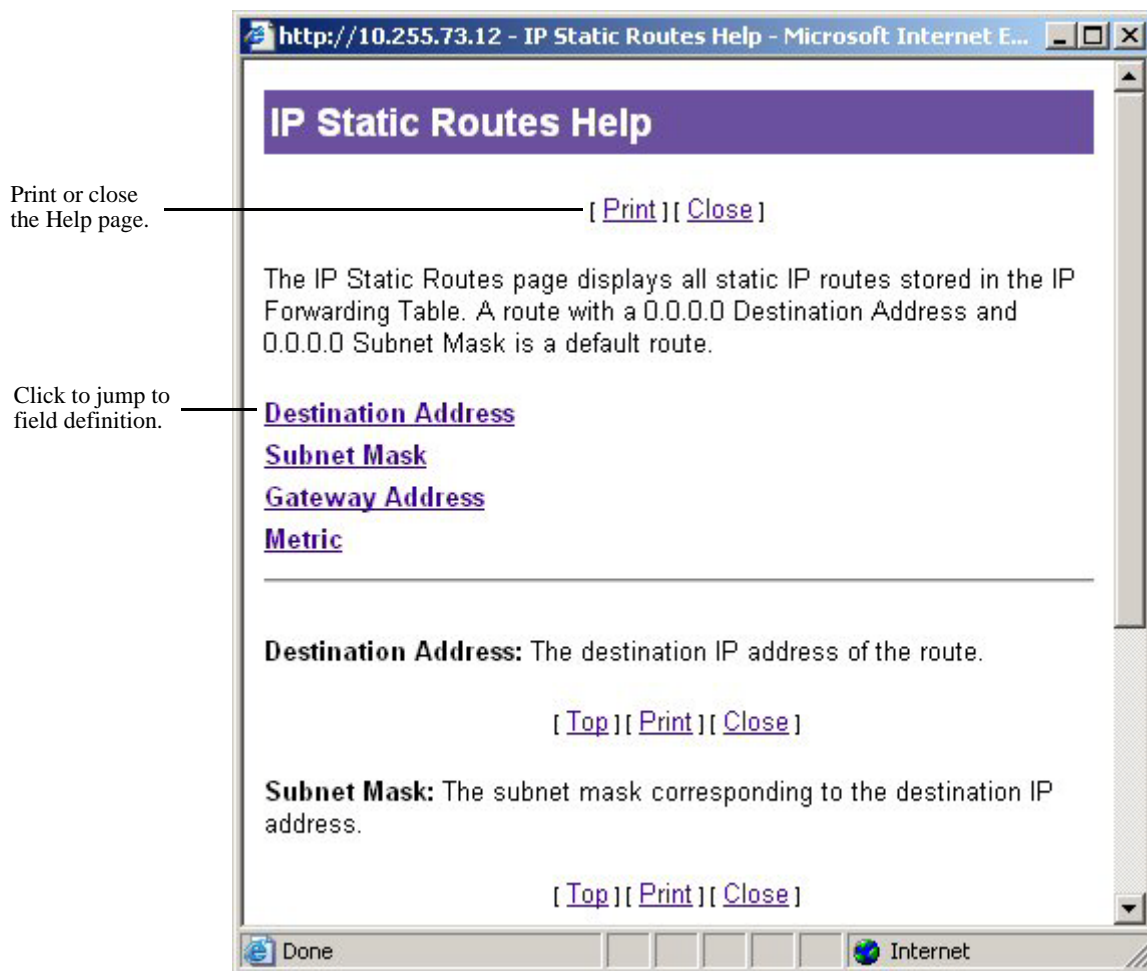 http://10.255.73.12 - IP Static Routes Help - Microsoft Internet E...
IP Static Routes Help
Print or close
the Help page.
[ Print ] [ Close ]
The IP Static Routes page displays all static IP routes stored in the IP
Forwarding Table. A route with a 0.0.0.0 Destination Address and
0.0.0.0 Subnet Mask is a default route.
Click to jump to
field definition.
Destination Address
Subnet Mask
Gateway Address
Metric
Destination Address: The destination IP address of the route.
[ Top ] [ Print ] [ Close ]
Subnet Mask: The subnet mask corresponding to the destination IP
address.
[ Top ] [ Print ] [ Close ]
Done
Internet